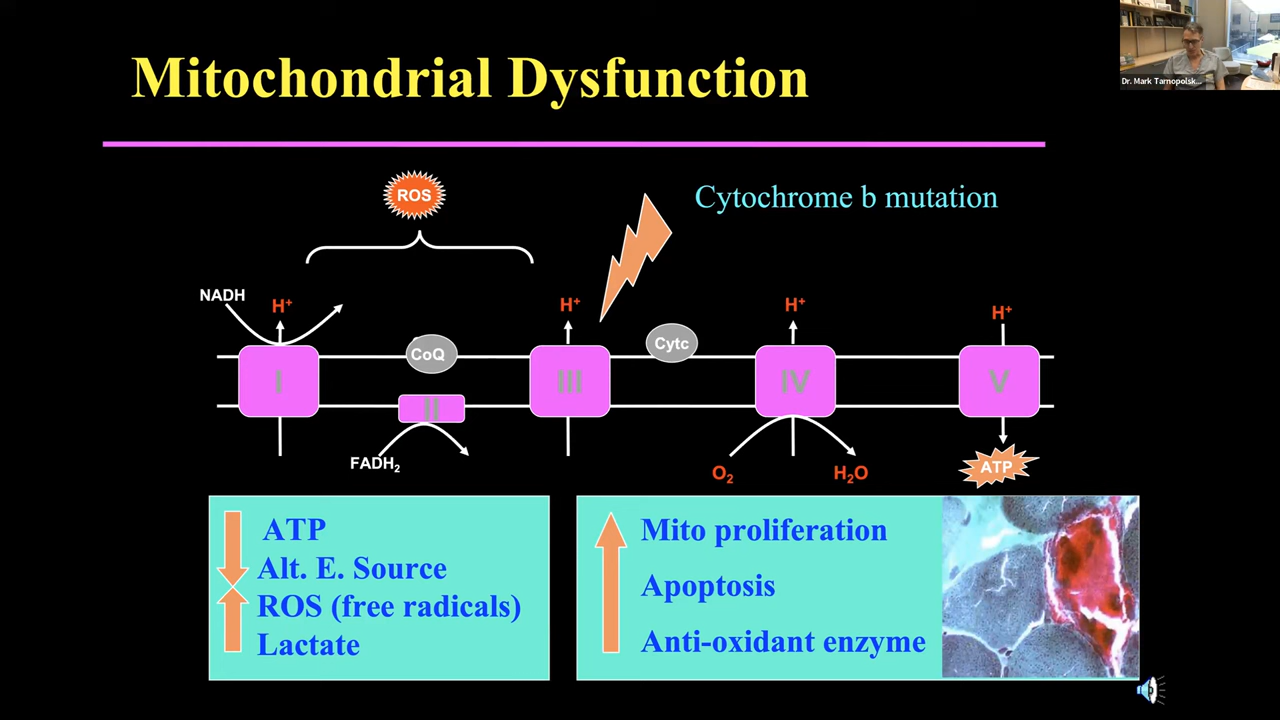 Mitochondrial Dysfunction
Dr. Mark Tarnopolsk...
ROS
Cytochrome b mutation
NADH
H⁺
H⁺
H⁺
H⁺
CoQ
Cytc
I
II
III
IV
V
FADH₂
O₂
H₂O
ATP
ATP
Alt. E. Source
ROS (free radicals)
Lactate
Mito proliferation
Apoptosis
Anti-oxidant enzyme